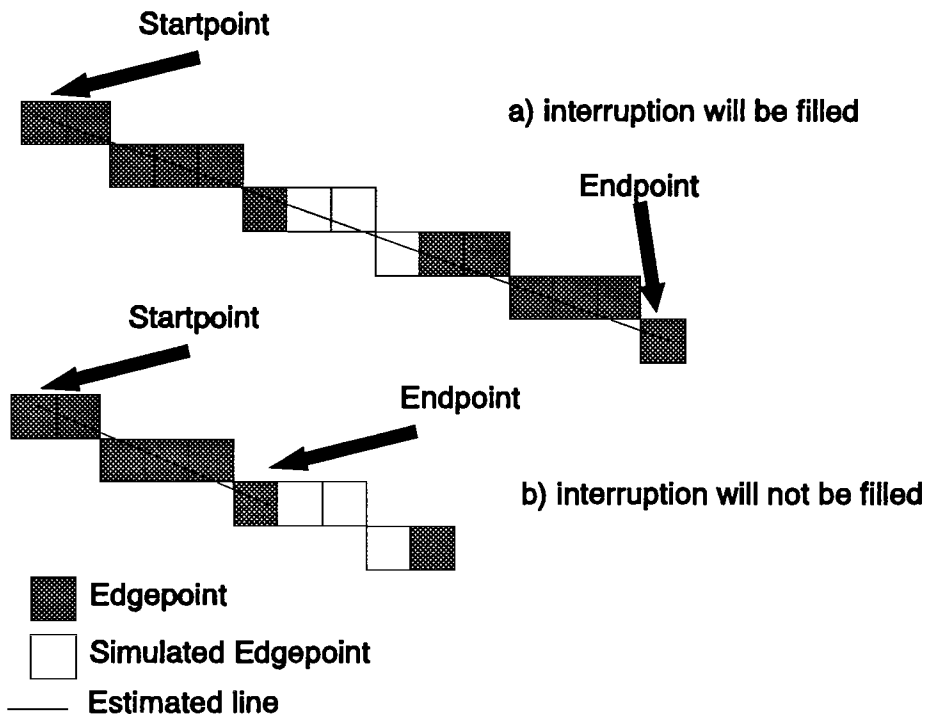 Startpoint
a) interruption will be filled
Endpoint
Startpoint
Endpoint
b) interruption will not be filled
Edgepoint
Simulated Edgepoint
Estimated line